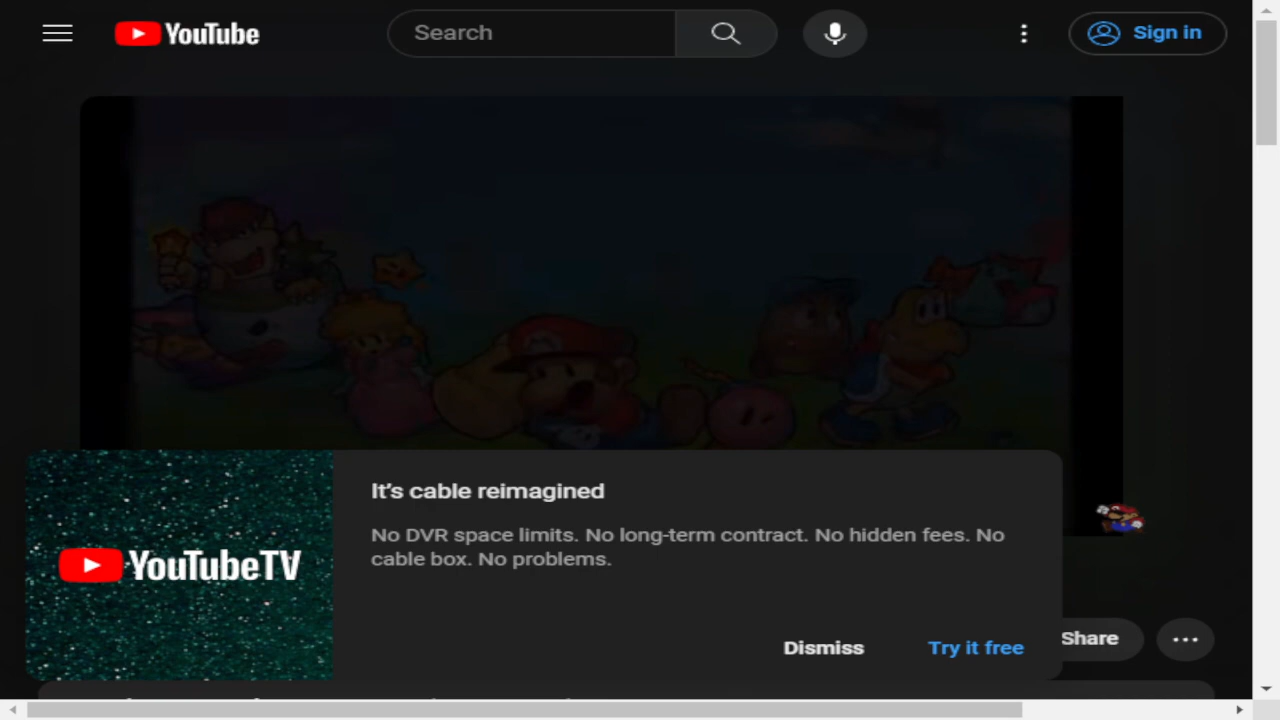 YouTube
Search
Sign in
It's cable reimagined
No DVR space limits. No long-term contract. No hidden fees. No
cable box. No problems.
YouTubeTV
Dismiss
Try it free
Share